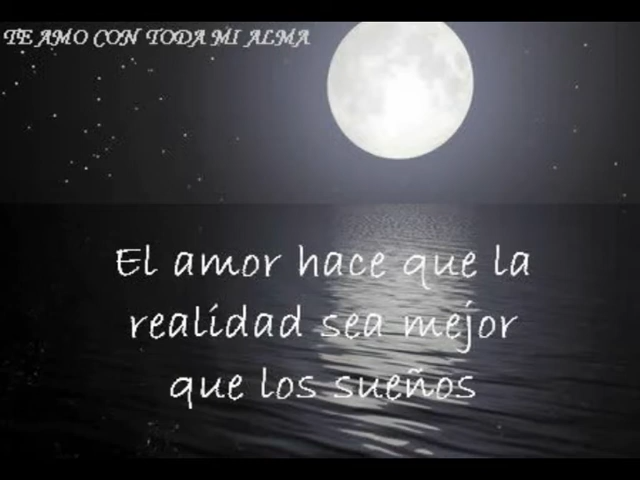 TE AMO CON TODA MI ALMA
El amor hace que la
realidad sea mejor
que los sueños